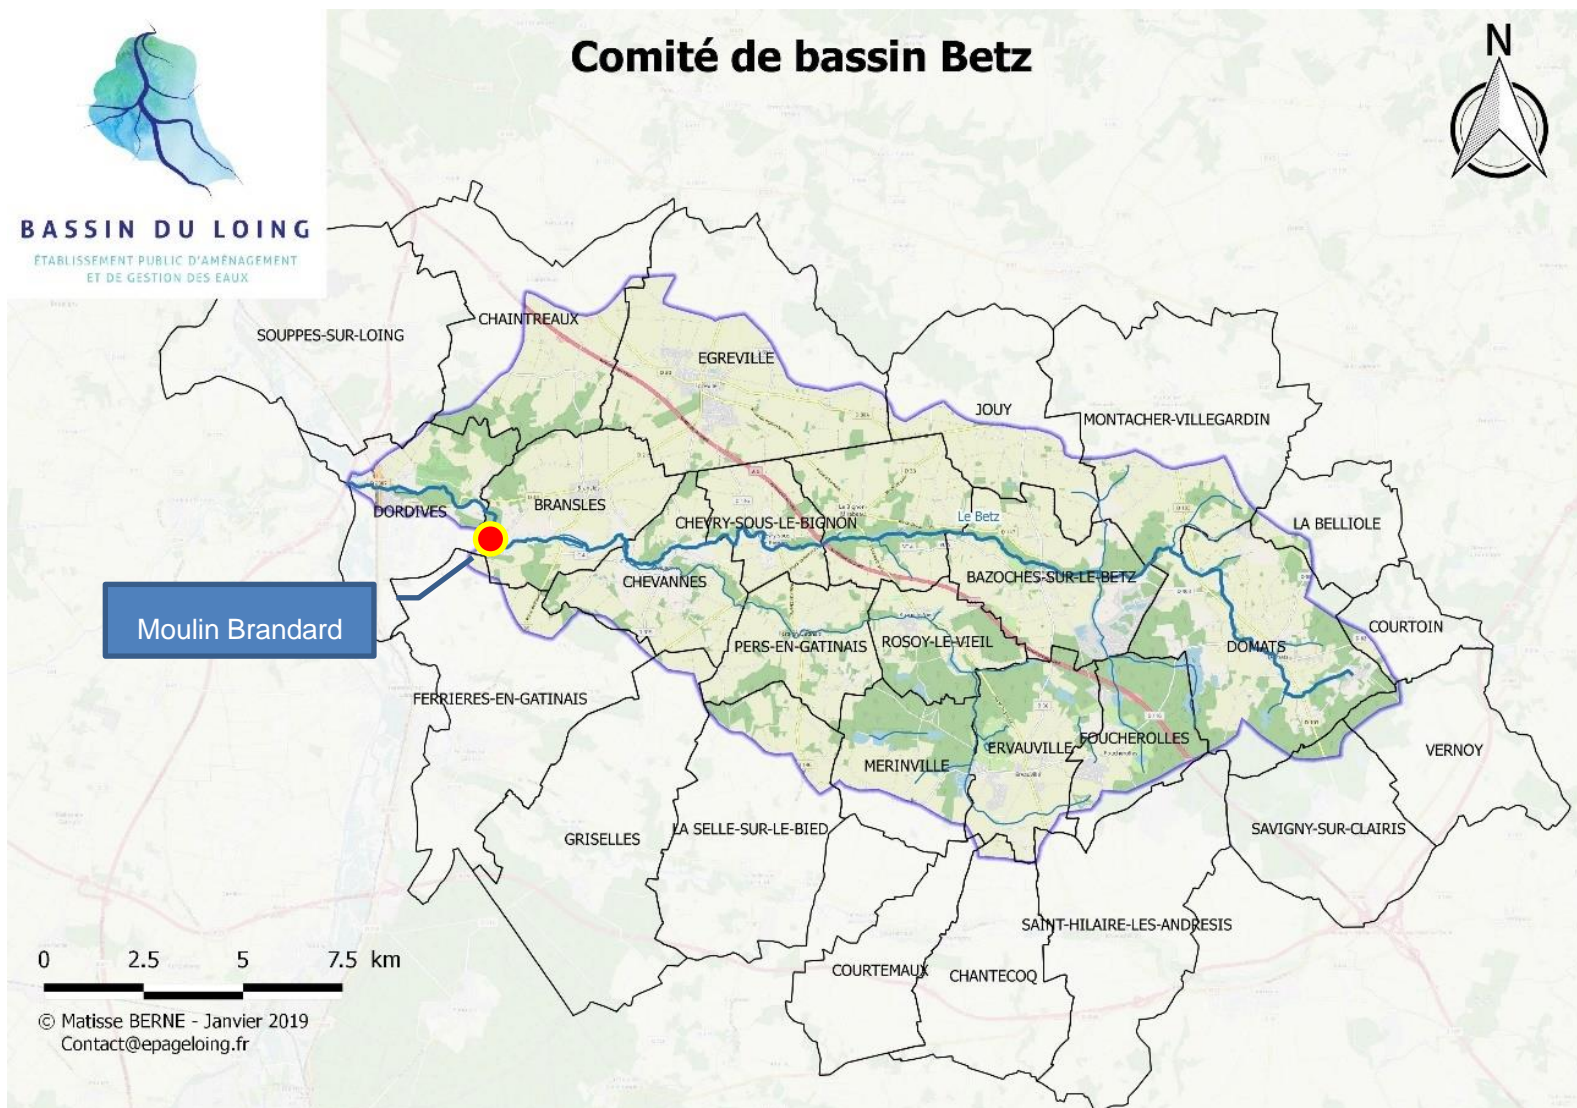 Comité de bassin Betz
N
BASSIN DU LOING
ÉTABLISSEMENT PUBLIC D'AMÉNAGEMENT
ET DE GESTION DES EAUX
SOUPPES-SUR-LOING
CHAINTREAUX
EGREVILLE
JOUY
MONTACHER-VILLEGARDIN
BRANSLES
DORDIVES
CHEVRY-SOUS-LE-BIGNON
Le Betz
LA BELLIOLE
CHEVANNES
BAZOCHES-SUR-LE-BETZ
Moulin Brandard
COURTOIN
PERS-EN-GATINAIS
ROSOY-LE-VIEIL
DOMATS
FERRIERES-EN-GATINAIS
ERVAUVILLE
FOUCHEROLLES
MERINVILLE
VERNOY
GRISELLES
LA SELLE-SUR-LE-BIED
SAVIGNY-SUR-CLAIRIS
SAINT-HILAIRE-LES-ANDRESIS
COURTEMAUX
CHANTECOQ
0 2.5 5 7.5 km
© Matisse BERNE - Janvier 2019
Contact@epageloing.fr